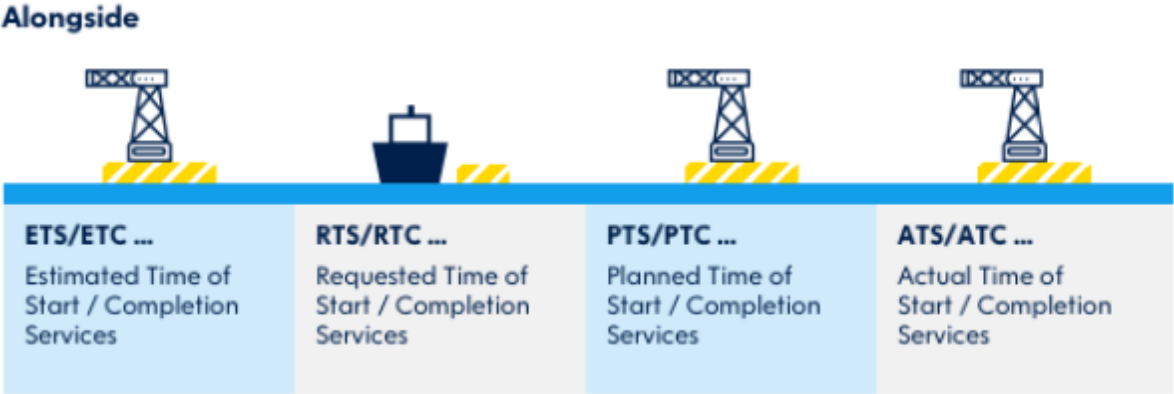 Alongside
ETS/ETC ...
Estimated Time of
Start / Completion
Services
RTS/RTC ...
Requested Time of
Start / Completion
Services
PTS/PTC ...
Planned Time of
Start / Completion
Services
ATS/ATC ...
Actual Time of
Start / Completion
Services